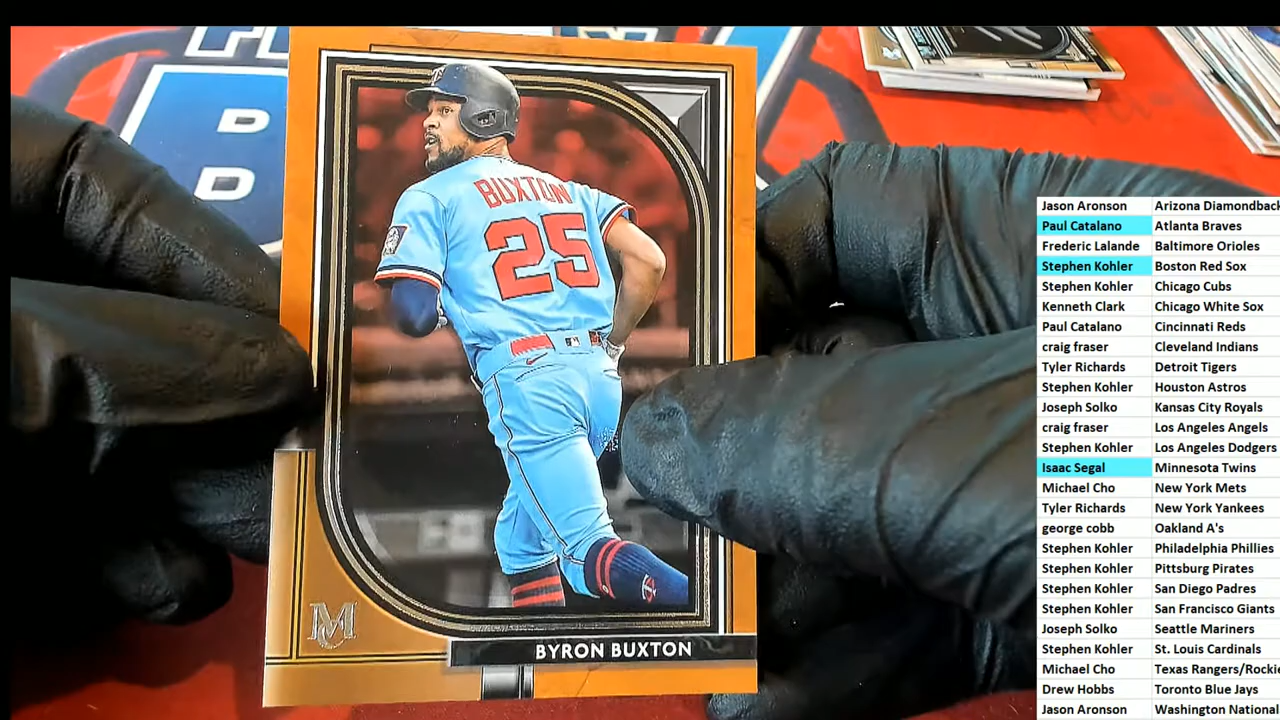 BUXTON
25
M
BYRON BUXTON
Jason Aronson Arizona Diamondback
Paul Catalano Atlanta Braves
Frederic Lalande Baltimore Orioles
Stephen Kohler Boston Red Sox
Stephen Kohler Chicago Cubs
Kenneth Clark Chicago White Sox
Paul Catalano Cincinnati Reds
craig fraser Cleveland Indians
Tyler Richards Detroit Tigers
Stephen Kohler Houston Astros
Joseph Solko Kansas City Royals
craig fraser Los Angeles Angels
Stephen Kohler Los Angeles Dodgers
Isaac Segal Minnesota Twins
Michael Cho New York Mets
Tyler Richards New York Yankees
george cobb Oakland A's
Stephen Kohler Philadelphia Phillies
Stephen Kohler Pittsburg Pirates
Stephen Kohler San Diego Padres
Stephen Kohler San Francisco Giants
Joseph Solko Seattle Mariners
Stephen Kohler St. Louis Cardinals
Michael Cho Texas Rangers/Rockie
Drew Hobbs Toronto Blue Jays
Jason Aronson Washington National